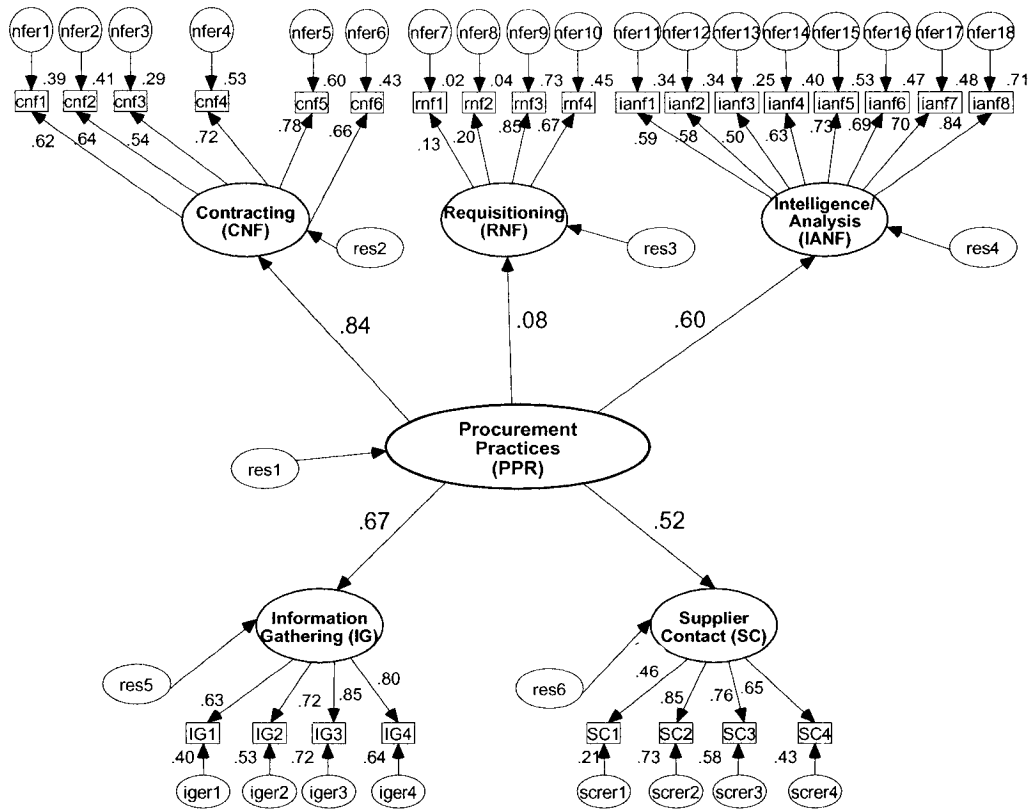 nfer1 nfer2 nfer3 nfer4 nfer5 nfer6 nfer7 nfer8 nfer9 nfer10 nfer11 nfer12 nfer13 nfer14 nfer15 nfer16 nfer17 nfer18
.39 .41 .29 .53 .60 .43 .02 .04 .73 .45 .34 .34 .25 .40 .53 .47 .48 .71
cnf1 cnf2 cnf3 cnf4 cnf5 cnf6 rnf1 rnf2 rnf3 rnf4 ianf1 ianf2 ianf3 ianf4 ianf5 ianf6 ianf7 ianf8
.62 .64 .54 .72 .78 .66 .13 .20 .85 .67 .59 .58 .50 .63 .73 .69 .70 .84
Contracting
(CNF)
Requisitioning
(RNF)
Intelligence/
Analysis
(IANF)
res2 res3 res4
.84 .08 .60
Procurement
Practices
(PPR)
res1
.67 .52
Information
Gathering (IG)
Supplier
Contact (SC)
res5 res6
.63 .72 .85 .80 .46 .85 .76 .65
IG1 IG2 IG3 IG4 SC1 SC2 SC3 SC4
.40 .53 .72 .64 .21 .73 .58 .43
iger1 iger2 iger3 iger4 screr1 screr2 screr3 screr4